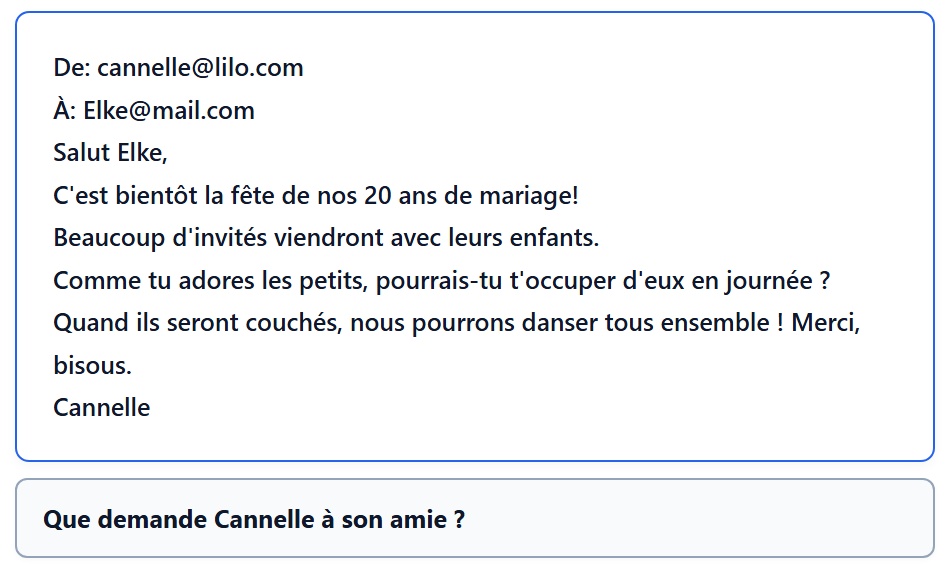 De: cannelle@lilo.com
À: Elke@mail.com
Salut Elke,
C'est bientôt la fête de nos 20 ans de mariage!
Beaucoup d'invités viendront avec leurs enfants.
Comme tu adores les petits, pourrais-tu t'occuper d'eux en journée ?
Quand ils seront couchés, nous pourrons danser tous ensemble ! Merci,
bisous.
Cannelle
Que demande Cannelle à son amie ?